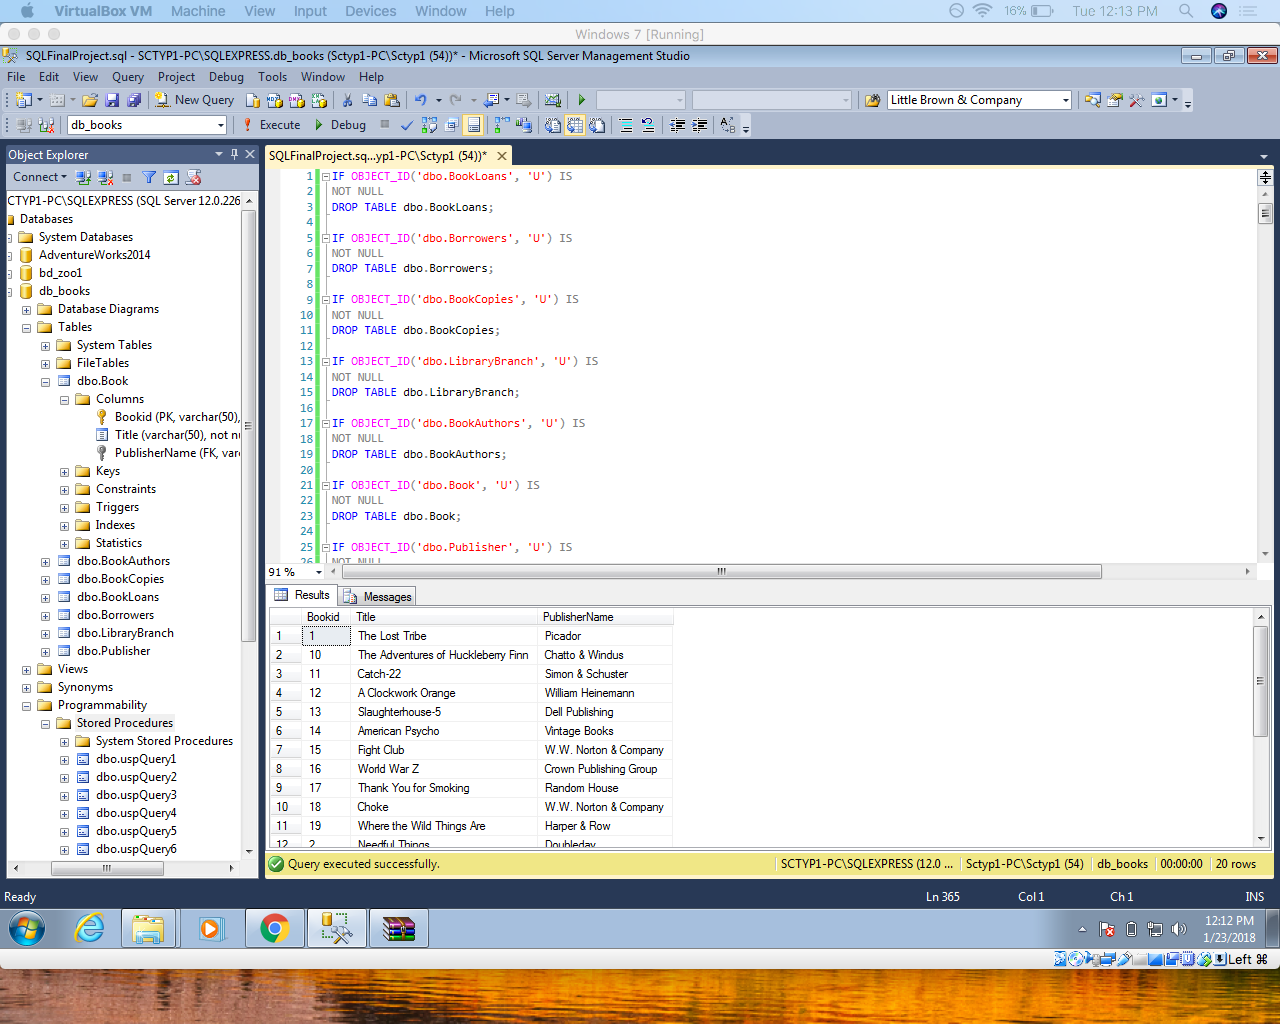 VirtualBox VM Machine View Input Devices Window Help 16% Tue 12:13 PM
Windows 7 [Running]
SQLFinalProject.sql - SCTYP1-PC\SQLEXPRESS.db_books (Sctyp1-PC\Sctyp1 (54))* - Microsoft SQL Server Management Studio
File Edit View Query Project Debug Tools Window Help
New Query Little Brown & Company
db_books Execute Debug
Object Explorer
Connect
CTYP1-PC\SQLEXPRESS (SQL Server 12.0.226
Databases
System Databases
AdventureWorks2014
bd_zoo1
db_books
Database Diagrams
Tables
System Tables
FileTables
dbo.Book
Columns
Bookid (PK, varchar(50),
Title (varchar(50), not nu
PublisherName (FK, varc
Keys
Constraints
Triggers
Indexes
Statistics
dbo.BookAuthors
dbo.BookCopies
dbo.BookLoans
dbo.Borrowers
dbo.LibraryBranch
dbo.Publisher
Views
Synonyms
Programmability
Stored Procedures
System Stored Procedures
dbo.uspQuery1
dbo.uspQuery2
dbo.uspQuery3
dbo.uspQuery4
dbo.uspQuery5
dbo.uspQuery6
SQLFinalProject.sq...yp1-PC\Sctyp1 (54))*
1 IF OBJECT_ID('dbo.BookLoans', 'U') IS
2 NOT NULL
3 DROP TABLE dbo.BookLoans;
4
5 IF OBJECT_ID('dbo.Borrowers', 'U') IS
6 NOT NULL
7 DROP TABLE dbo.Borrowers;
8
9 IF OBJECT_ID('dbo.BookCopies', 'U') IS
10 NOT NULL
11 DROP TABLE dbo.BookCopies;
12
13 IF OBJECT_ID('dbo.LibraryBranch', 'U') IS
14 NOT NULL
15 DROP TABLE dbo.LibraryBranch;
16
17 IF OBJECT_ID('dbo.BookAuthors', 'U') IS
18 NOT NULL
19 DROP TABLE dbo.BookAuthors;
20
21 IF OBJECT_ID('dbo.Book', 'U') IS
22 NOT NULL
23 DROP TABLE dbo.Book;
24
25 IF OBJECT_ID('dbo.Publisher', 'U') IS
26 NOT NULL
91 %
Results Messages
Bookid Title PublisherName
1 1 The Lost Tribe Picador
2 10 The Adventures of Huckleberry Finn Chatto & Windus
3 11 Catch-22 Simon & Schuster
4 12 A Clockwork Orange William Heinemann
5 13 Slaughterhouse-5 Dell Publishing
6 14 American Psycho Vintage Books
7 15 Fight Club W.W. Norton & Company
8 16 World War Z Crown Publishing Group
9 17 Thank You for Smoking Random House
10 18 Choke W.W. Norton & Company
11 19 Where the Wild Things Are Harper & Row
12 2 Needful Things Doubleday
Query executed successfully. SCTYP1-PC\SQLEXPRESS (12.0 ... Sctyp1-PC\Sctyp1 (54) db_books 00:00:00 20 rows
Ready Ln 365 Col 1 Ch 1 INS
12:12 PM
1/23/2018
Left ⌘